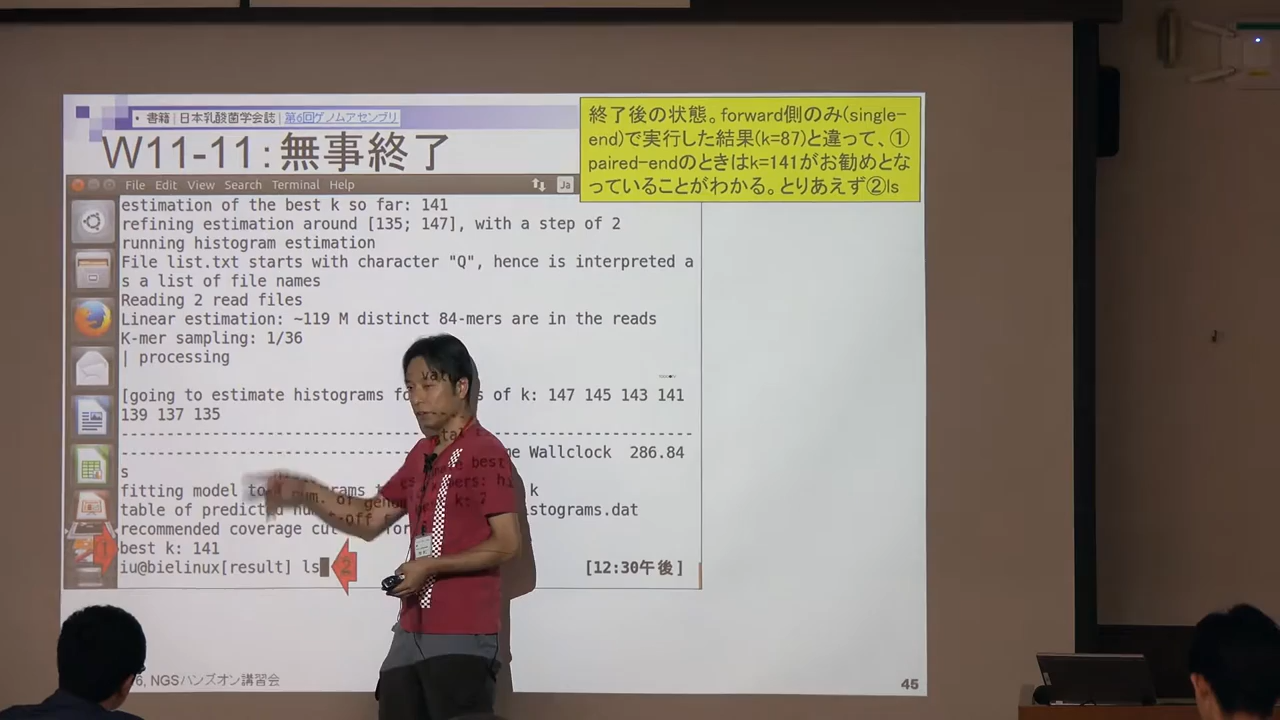 ・書籍 | 日本乳酸菌学会誌 | 第6回ゲノムアセンブリ
W11-11：無事終了
終了後の状態。forward側のみ(single-
end)で実行した結果(k=87)と違って、①
paired-endのときはk=141がお勧めとな
っていることがわかる。とりあえず②ls
File Edit View Search Terminal Help
Ja
estimation of the best k so far: 141
refining estimation around [135; 147], with a step of 2
running histogram estimation
File list.txt starts with character "Q", hence is interpreted a
s a list of file names
Reading 2 read files
Linear estimation: ~119 M distinct 84-mers are in the reads
K-mer sampling: 1/36
| processing
[going to estimate histograms of k: 147 145 143 141
139 137 135
Wallclock 286.84
s
fitting model to k
table of predicted
recommended coverage
best k: 141
1
iu@bielinux[result] ls
2
[12:30午後]
6, NGSハンズオン講習会
45